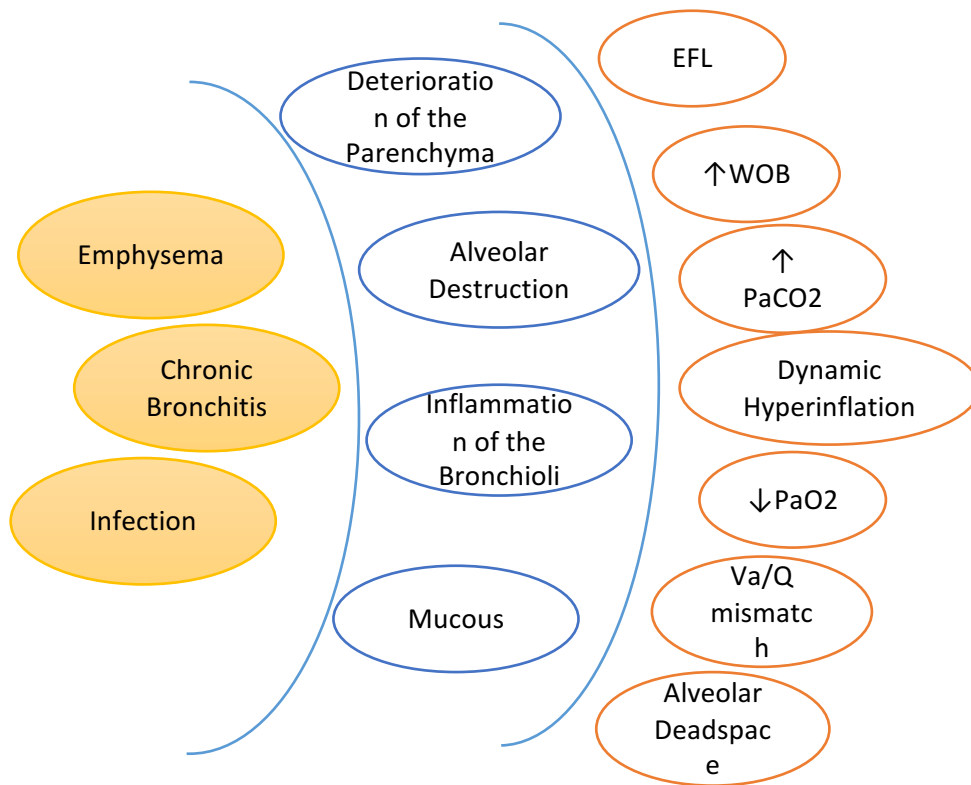 Emphysema
Chronic
Bronchitis
Infection
Deterioratio
n of the
Parenchyma
Alveolar
Destruction
Inflammatio
n of the
Bronchioli
Mucous
EFL
↑WOB
↑
PaCO2
Dynamic
Hyperinflation
↓PaO2
Va/Q
mismatc
h
Alveolar
Deadspac
e